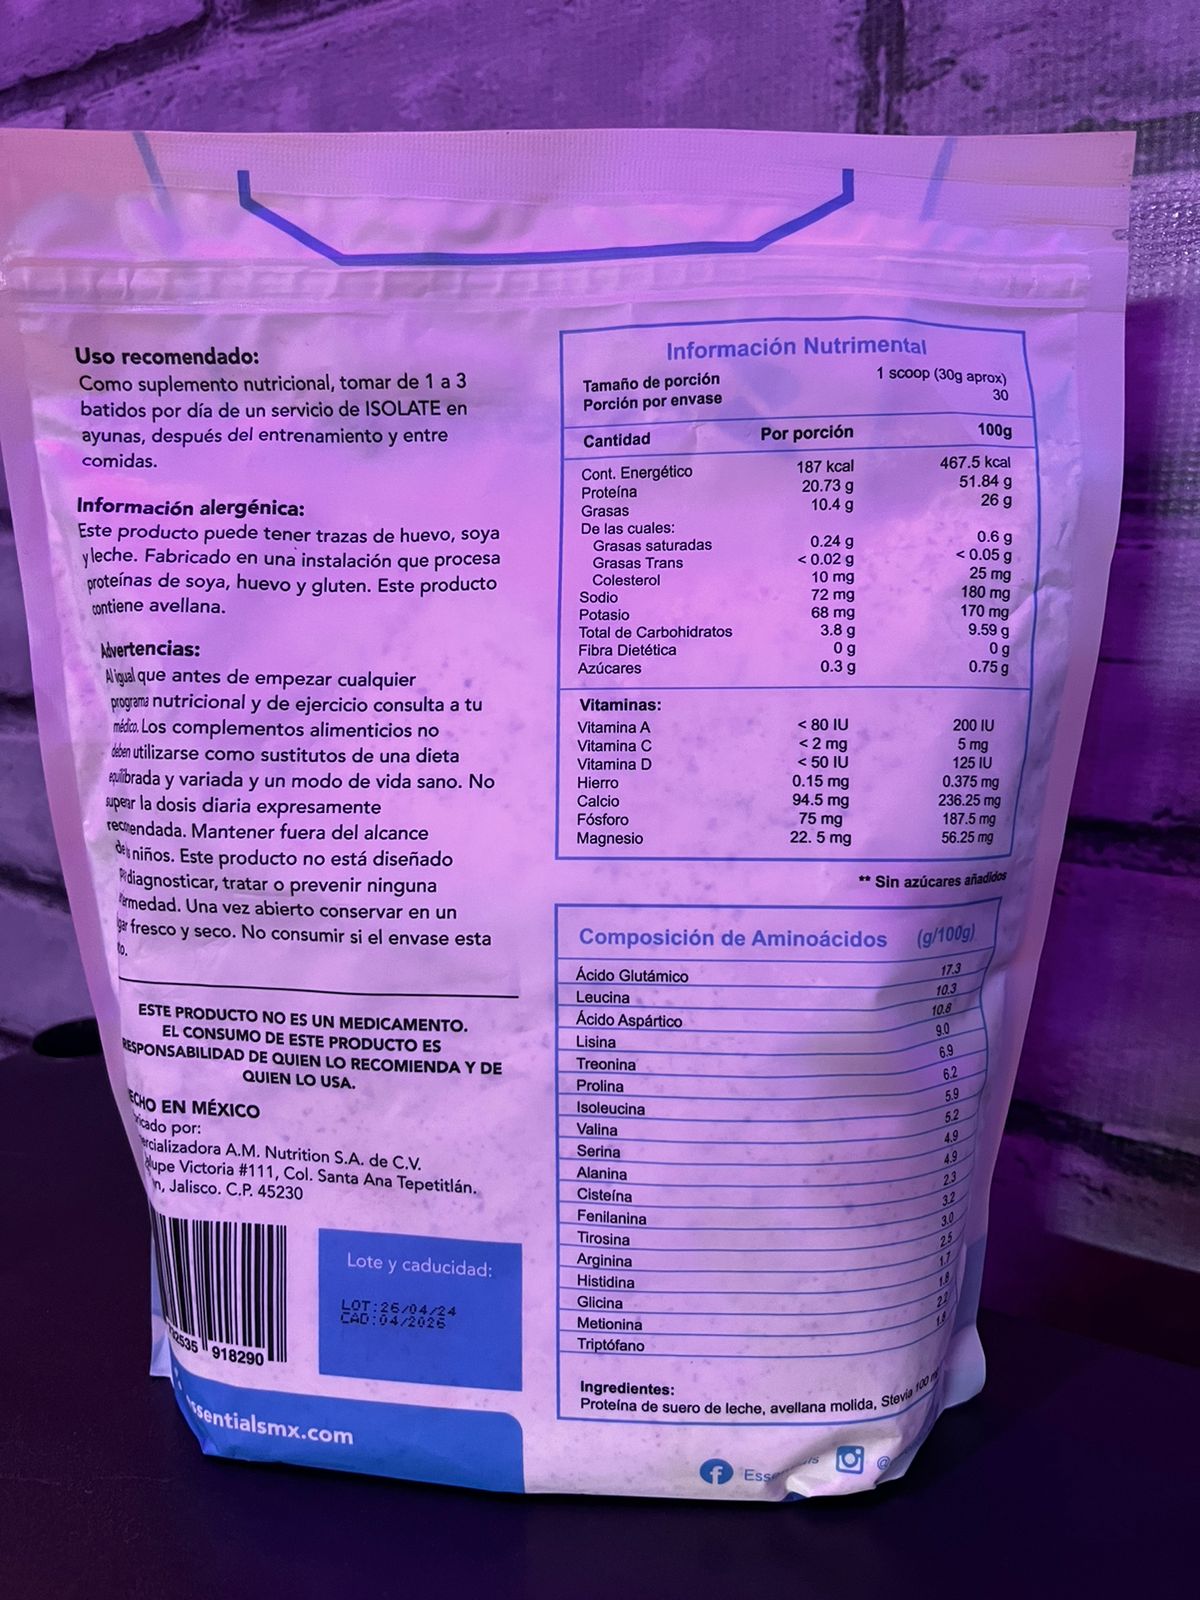 Uso recomendado:
Como suplemento nutricional, tomar de 1 a 3
batidos por día de un servicio de ISOLATE en
ayunas, después del entrenamiento y entre
comidas.
Información alergénica:
Este producto puede tener trazas de huevo, soya
y leche. Fabricado en una instalación que procesa
proteínas de soya, huevo y gluten. Este producto
contiene avellana.
Advertencias:
Al igual que antes de empezar cualquier
programa nutricional y de ejercicio consulta a tu
médico. Los complementos alimenticios no
deben utilizarse como sustitutos de una dieta
equilibrada y variada y un modo de vida sano. No
superar la dosis diaria expresamente
recomendada. Mantener fuera del alcance
niños. Este producto no está diseñado
diagnosticar, tratar o prevenir ninguna
Una vez abierto conservar en un
fresco y seco. No consumir si el envase esta
ESTE PRODUCTO NO ES UN MEDICAMENTO.
EL CONSUMO DE ESTE PRODUCTO ES
RESPONSABILIDAD DE QUIEN LO RECOMIENDA Y DE
QUIEN LO USA.
EN MÉXICO
por:
A.M. Nutrition S.A. de C.V.
Victoria #111, Col. Santa Ana Tepetitlán.
Jalisco. C.P. 45230
918290
Lote y caducidad:
LOT:26/04/24
CAD:04/2026
ssentialsmx.com
Información Nutrimental
Tamaño de porción 1 scoop (30g aprox)
Porción por envase 30
Cantidad Por porción 100g
Cont. Energético 187 kcal 467.5 kcal
Proteína 20.73 g 51.84 g
Grasas 10.4 g 26 g
De las cuales:
Grasas saturadas 0.24 g 0.6 g
Grasas Trans < 0.02 g < 0.05 g
Colesterol 10 mg 25 mg
Sodio 72 mg 180 mg
Potasio 68 mg 170 mg
Total de Carbohidratos 3.8 g 9.59 g
Fibra Dietética 0 g 0 g
Azúcares 0.3 g 0.75 g
Vitaminas:
Vitamina A < 80 IU 200 IU
Vitamina C < 2 mg 5 mg
Vitamina D < 50 IU 125 IU
Hierro 0.15 mg 0.375 mg
Calcio 94.5 mg 236.25 mg
Fósforo 75 mg 187.5 mg
Magnesio 22. 5 mg 56.25 mg
** Sin azúcares añadidos
Composición de Aminoácidos (g/100g)
Ácido Glutámico 17.3
Leucina 10.3
Ácido Aspártico 10.8
Lisina 9.0
Treonina 6.9
Prolina 6.2
Isoleucina 5.9
Valina 5.2
Serina 4.9
Alanina 4.9
Cisteína 2.3
Fenilanina 3.2
Tirosina 3.0
Arginina 2.5
Histidina 1.7
Glicina 1.8
Metionina 2.2
Triptófano 1.8
Ingredientes:
Proteína de suero de leche, avellana molida, Stevia 100